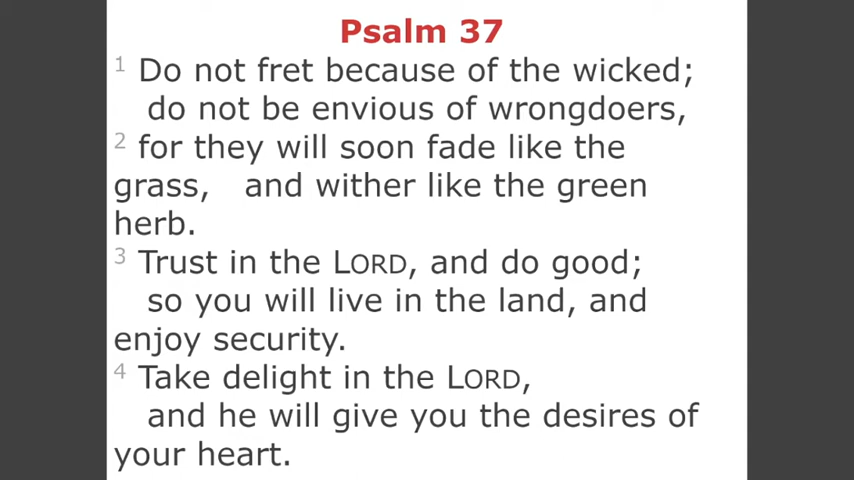 Psalm 37
1 Do not fret because of the wicked;
do not be envious of wrongdoers,
2 for they will soon fade like the
grass, and wither like the green
herb.
3 Trust in the LORD, and do good;
so you will live in the land, and
enjoy security.
4 Take delight in the LORD,
and he will give you the desires of
your heart.